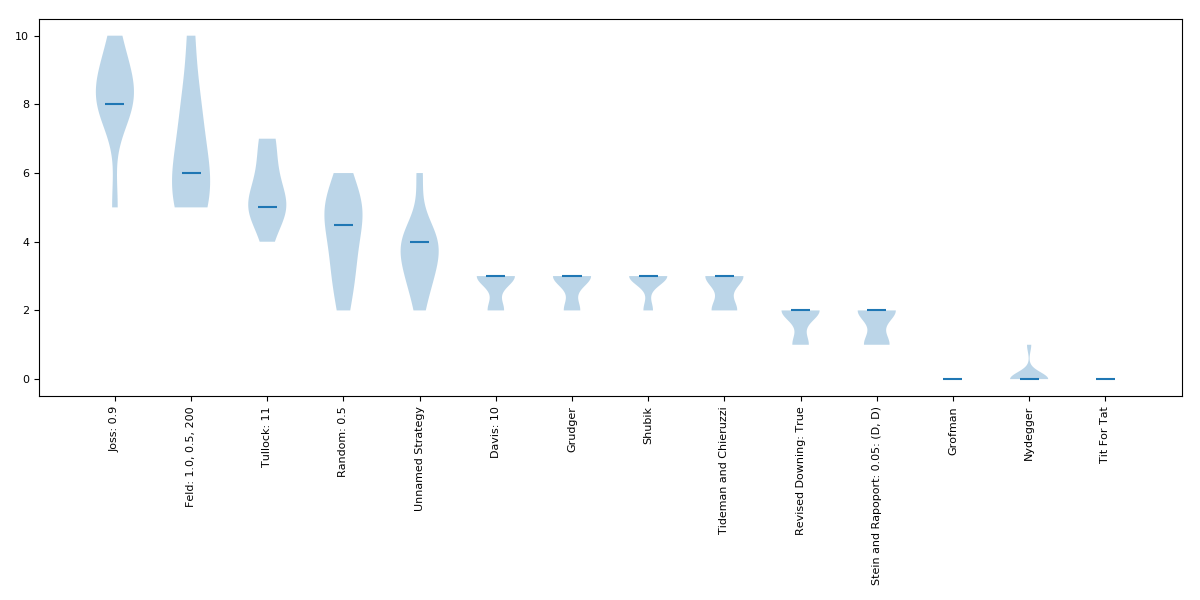 10
8
6
4
2
0
Joss: 0.9
Feld: 1.0, 0.5, 200
Tullock: 11
Random: 0.5
Unnamed Strategy
Davis: 10
Grudger
Shubik
Tideman and Chieruzzi
Revised Downing: True
Stein and Rapoport: 0.05: (D, D)
Grofman
Nydegger
Tit For Tat